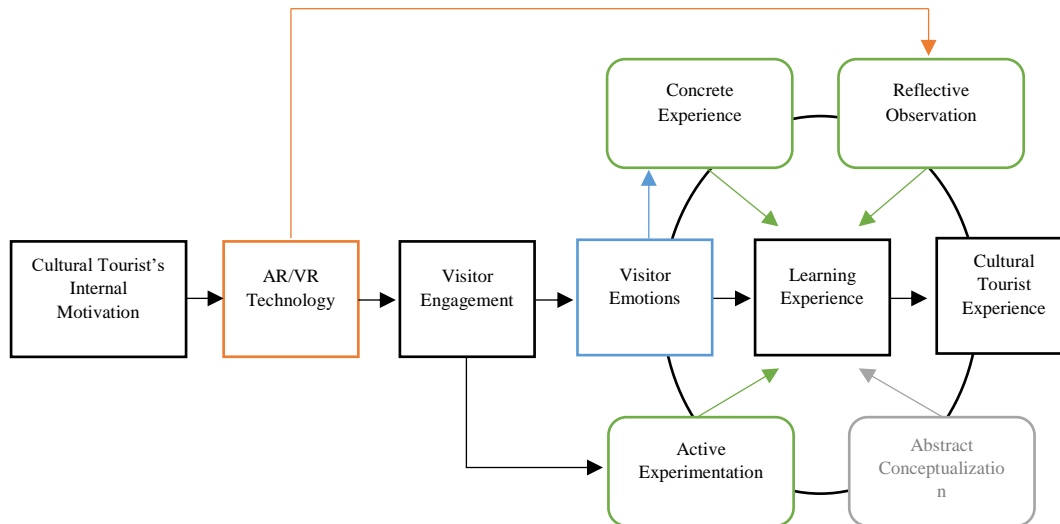 Concrete
Experience
Reflective
Observation
Cultural Tourist's
Internal
Motivation
AR/VR
Technology
Visitor
Engagement
Visitor
Emotions
Learning
Experience
Cultural
Tourist
Experience
Active
Experimentation
Abstract
Conceptualizatio
n